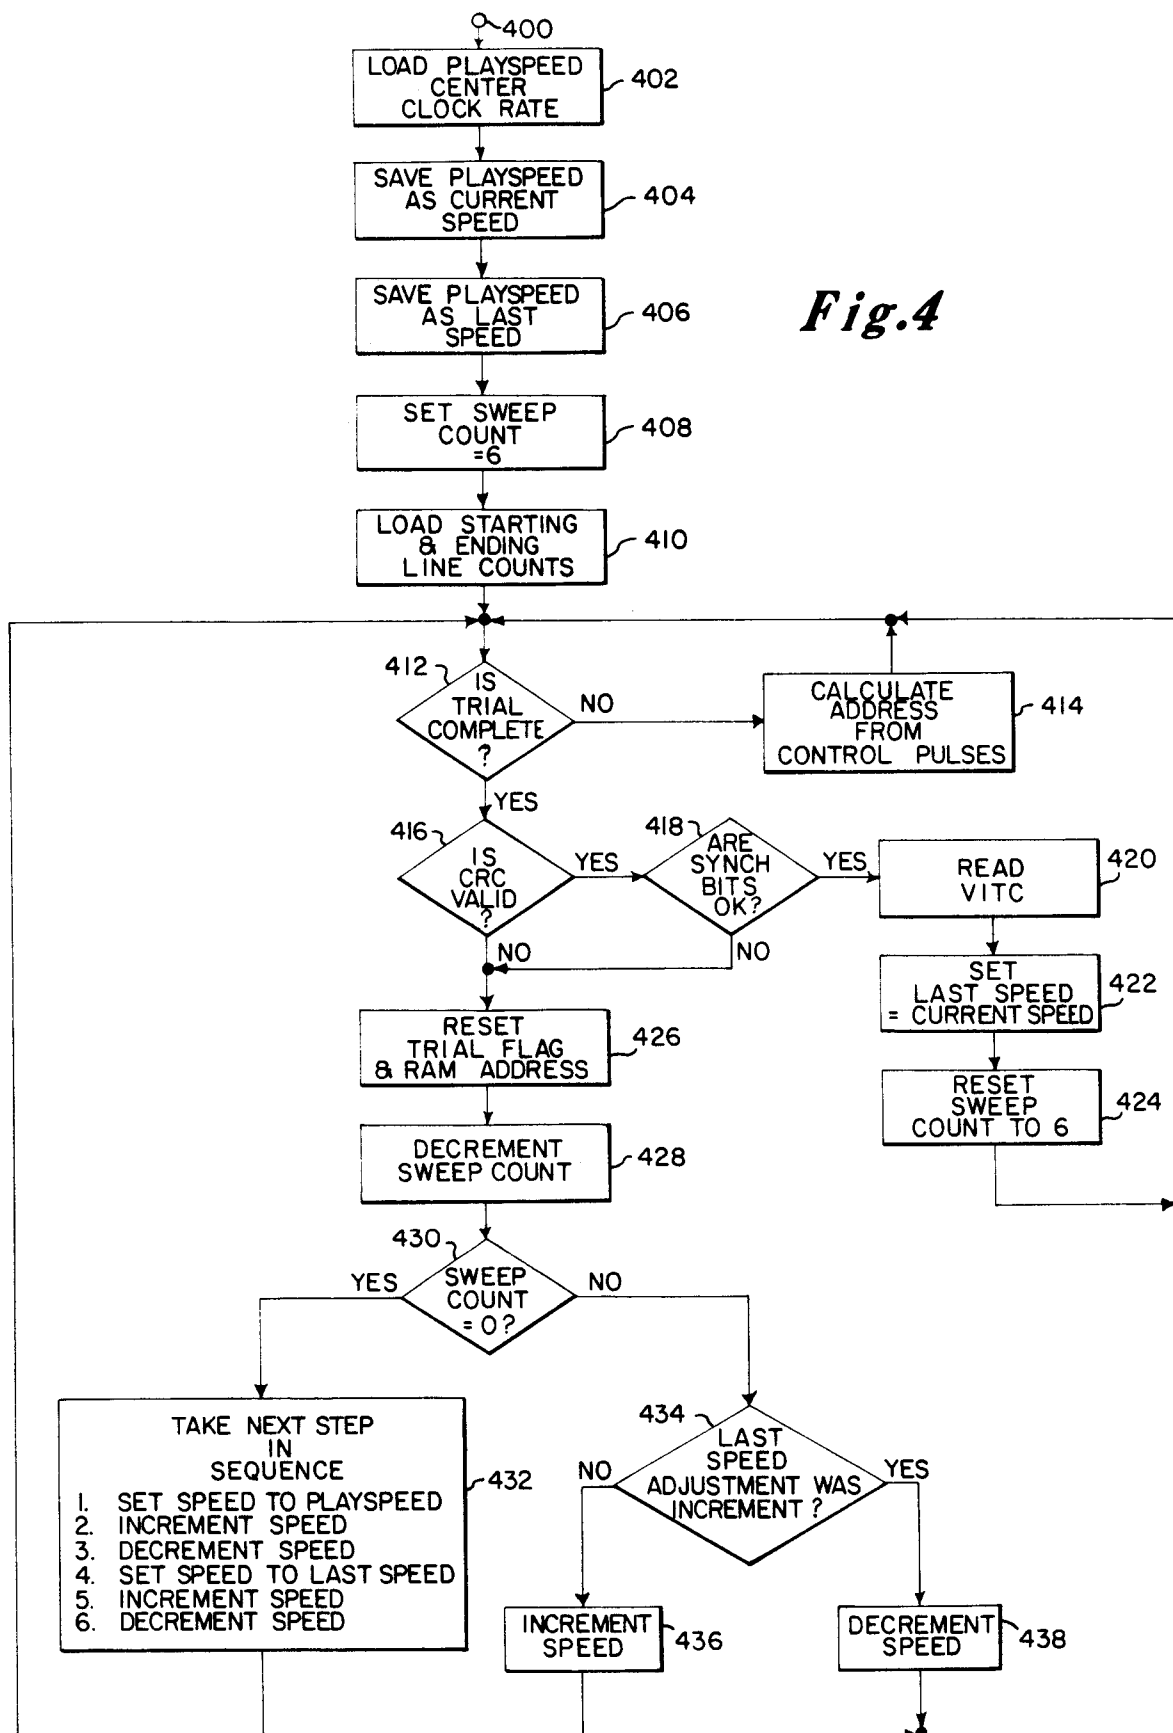 400
LOAD PLAYSPEED
CENTER
CLOCK RATE
402
SAVE PLAYSPEED
AS CURRENT
SPEED
404
SAVE PLAYSPEED
AS LAST
SPEED
406
Fig.4
SET SWEEP
COUNT
=6
408
LOAD STARTING
& ENDING
LINE COUNTS
410
412
IS
TRIAL
COMPLETE
?
NO
CALCULATE
ADDRESS
FROM
CONTROL PULSES
414
YES
416
IS
CRC
VALID
?
YES
418
ARE
SYNCH
BITS
OK?
YES
READ
VITC
420
NO
NO
SET
LAST SPEED
= CURRENT SPEED
422
RESET
TRIAL FLAG
& RAM ADDRESS
426
RESET
SWEEP
COUNT TO 6
424
DECREMENT
SWEEP COUNT
428
430
SWEEP
COUNT
= 0?
YES
NO
TAKE NEXT STEP
IN
SEQUENCE
1. SET SPEED TO PLAYSPEED
2. INCREMENT SPEED
3. DECREMENT SPEED
4. SET SPEED TO LAST SPEED
5. INCREMENT SPEED
6. DECREMENT SPEED
432
434
LAST
SPEED
ADJUSTMENT WAS
INCREMENT ?
NO
YES
INCREMENT
SPEED
436
DECREMENT
SPEED
438